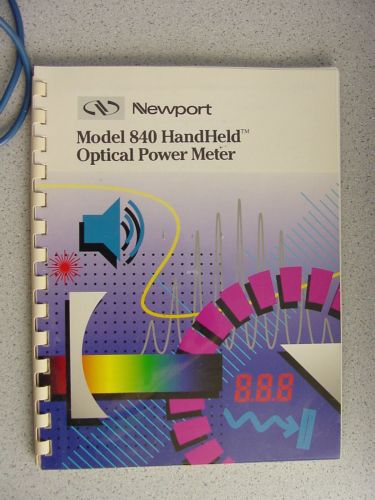 Newport
Model 840 HandHeld™
Optical Power Meter
8.8.8